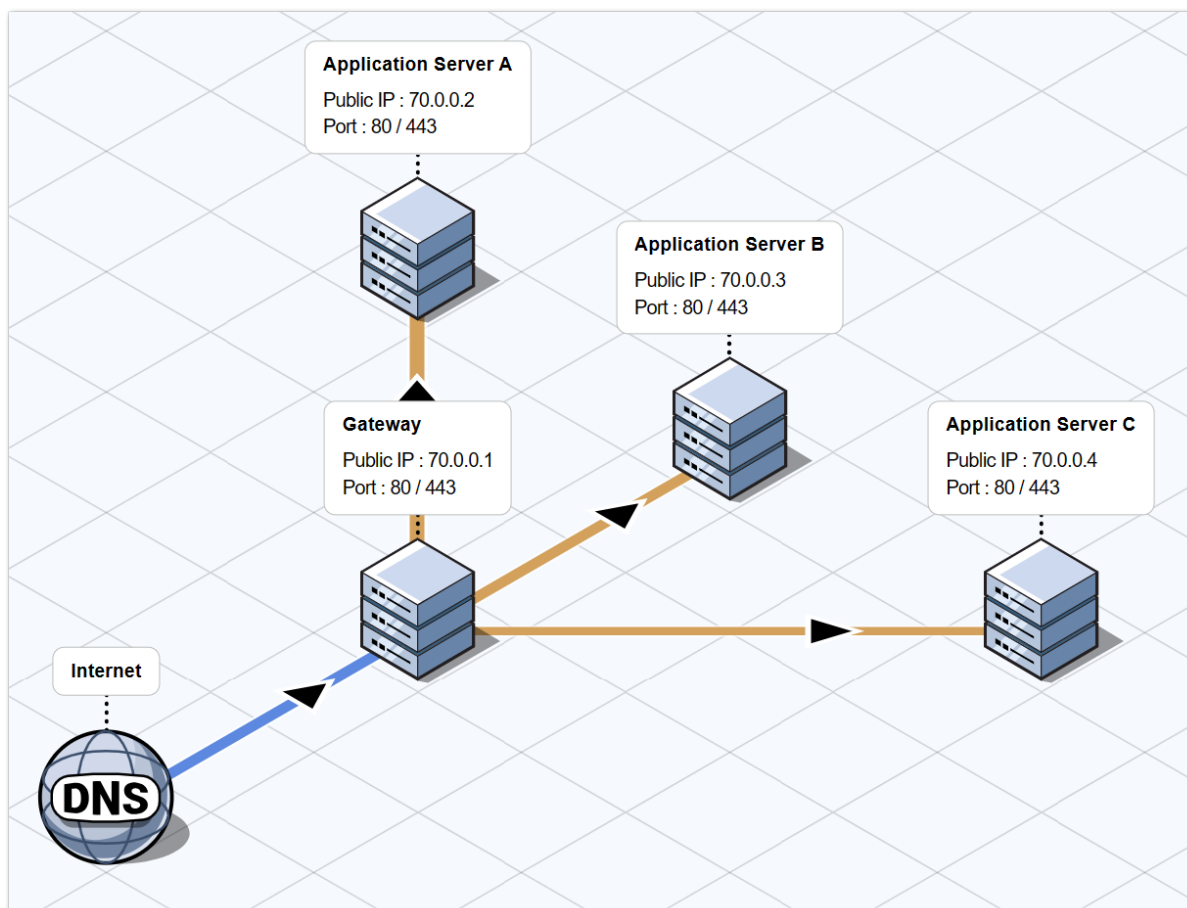 Application Server A
Public IP : 70.0.0.2
Port : 80 / 443
Application Server B
Public IP : 70.0.0.3
Port : 80 / 443
Gateway
Public IP : 70.0.0.1
Port : 80 / 443
Application Server C
Public IP : 70.0.0.4
Port : 80 / 443
Internet
DNS